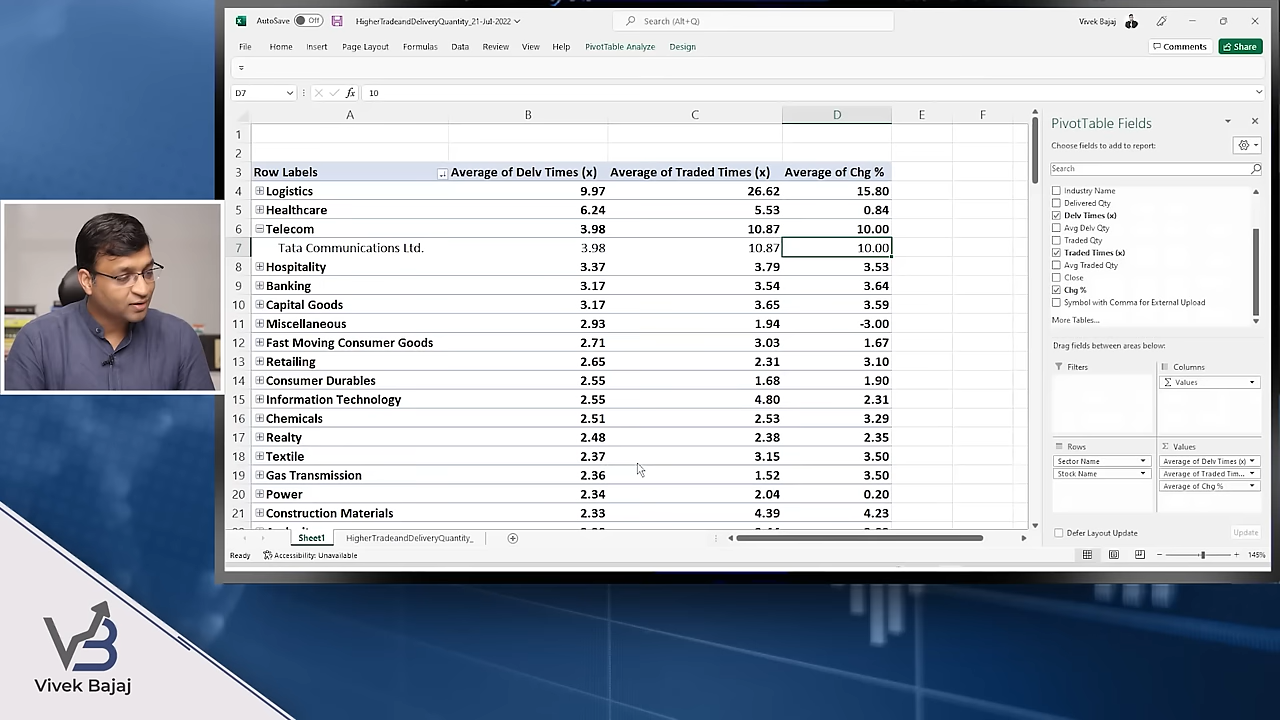 AutoSave Off HigherTradeandDeliveryQuantity_21-Jul-2022 Search (Alt+Q) Vivek Bajaj
File Home Insert Page Layout Formulas Data Review View Help PivotTable Analyze Design Comments Share
D7 fx 10
A B C D E F
1
2
3 Row Labels Average of Delv Times (x) Average of Traded Times (x) Average of Chg %
4 Logistics 9.97 26.62 15.80
5 Healthcare 6.24 5.53 0.84
6 Telecom 3.98 10.87 10.00
7 Tata Communications Ltd. 3.98 10.87 10.00
8 Hospitality 3.37 3.79 3.53
9 Banking 3.17 3.54 3.64
10 Capital Goods 3.17 3.65 3.59
11 Miscellaneous 2.93 1.94 -3.00
12 Fast Moving Consumer Goods 2.71 3.03 1.67
13 Retailing 2.65 2.31 3.10
14 Consumer Durables 2.55 1.68 1.90
15 Information Technology 2.55 4.80 2.31
16 Chemicals 2.51 2.53 3.29
17 Realty 2.48 2.38 2.35
18 Textile 2.37 3.15 3.50
19 Gas Transmission 2.36 1.52 3.50
20 Power 2.34 2.04 0.20
21 Construction Materials 2.33 4.39 4.23
Sheet1 HigherTradeandDeliveryQuantity_
Ready Accessibility: Unavailable 145%
PivotTable Fields
Choose fields to add to report:
Search
Industry Name
Delivered Qty
Delv Times (x)
Avg Delv Qty
Traded Qty
Traded Times (x)
Avg Traded Qty
Close
Chg %
Symbol with Comma for External Upload
More Tables...
Drag fields between areas below:
Filters Columns
Σ Values
Rows Σ Values
Sector Name Average of Delv Times (x)
Stock Name Average of Traded Tim...
Average of Chg %
Defer Layout Update Update
VB
Vivek Bajaj